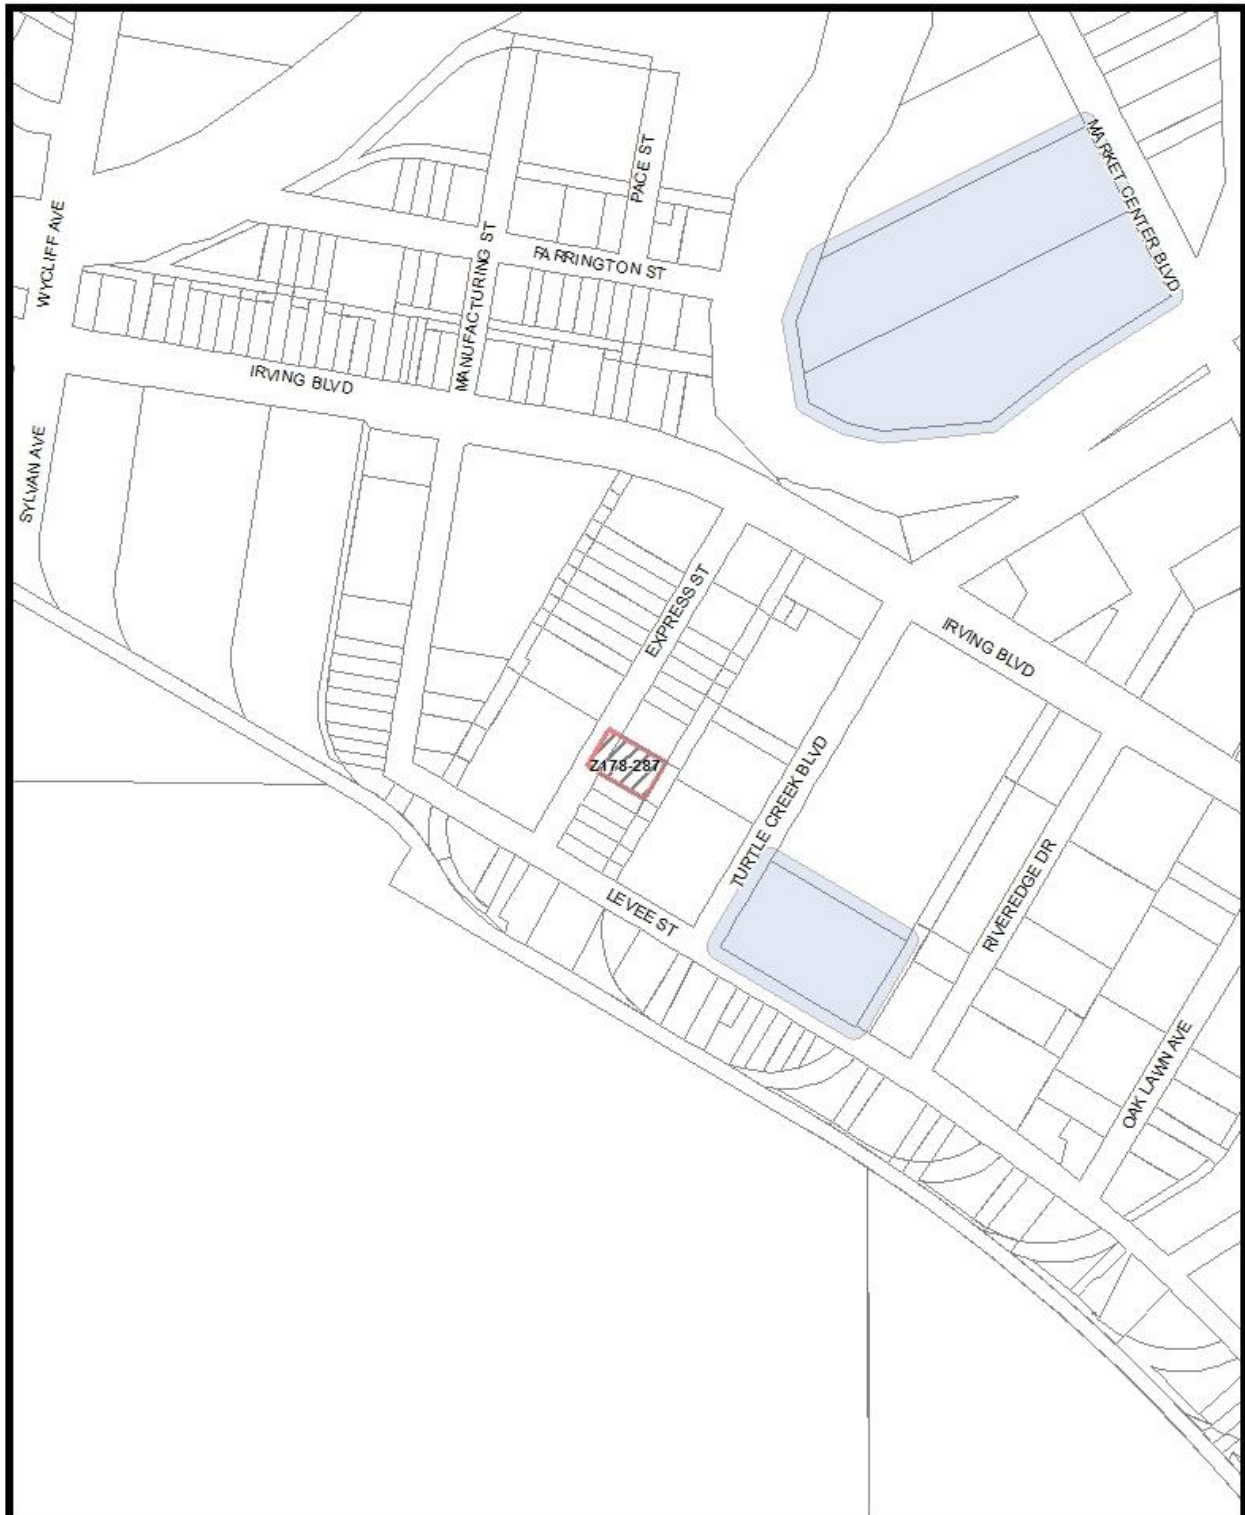 MARKET CENTER BLVD
PACE ST
WYCLIFF AVE
MANUFACTURING ST
FARRINGTON ST
IRVING BLVD
SYLVAN AVE
EXPRESS ST
IRVING BLVD
Z178-287
TURTLE CREEK BLVD
RIVEREDGE DR
LEVEE ST
OAK LAWN AVE